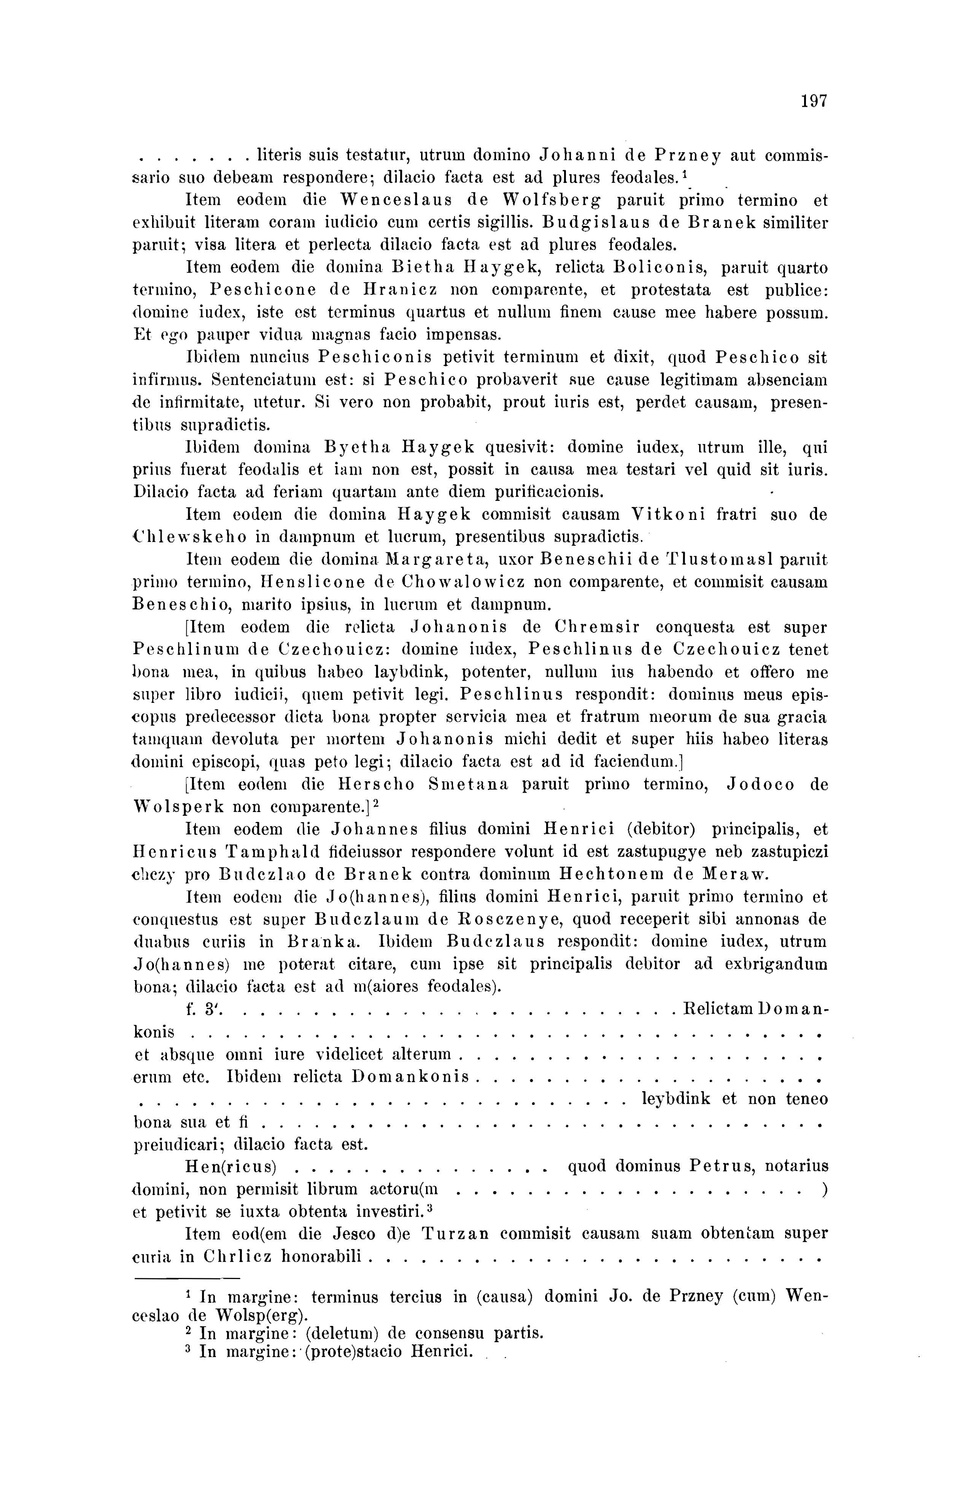 197
. . . . . . . literis suis testatur, utrum domino Johanni de Przney aut commis-
sario suo debeam respondere; dilacio facta est ad plures feodales.¹
Item eodem die Wenceslaus de Wolfsberg paruit primo termino et
exhibuit literam coram iudicio cum certis sigillis. Budgislaus de Branek similiter
paruit; visa litera et perlecta dilacio facta est ad plures feodales.
Item eodem die domina Bietha Haygek, relicta Boliconis, paruit quarto
termino, Peschicone de Hranicz non comparente, et protestata est publice:
domine iudex, iste est terminus quartus et nullum finem cause mee habere possum.
Et ego pauper vidua magnas facio impensas.
Ibidem nuncius Peschiconis petivit terminum et dixit, quod Peschico sit
infirmus. Sentenciatum est: si Peschico probaverit sue cause legitimam absenciam
de infirmitate, utetur. Si vero non probabit, prout iuris est, perdet causam, presen-
tibus supradictis.
Ibidem domina Byetha Haygek quesivit: domine iudex, utrum ille, qui
prius fuerat feodalis et iam non est, possit in causa mea testari vel quid sit iuris.
Dilacio facta ad feriam quartam ante diem purificacionis.
Item eodem die domina Haygek commisit causam Vitkoni fratri suo de
Chlewskeho in dampnum et lucrum, presentibus supradictis.
Item eodem die domina Margareta, uxor Beneschii de Tlustomasl paruit
primo termino, Henslicone de Chowalowicz non comparente, et commisit causam
Beneschio, marito ipsius, in lucrum et dampnum.
[Item eodem die relicta Johanonis de Chremsir conquesta est super
Peschlinum de Czechouicz: domine iudex, Peschlinus de Czechouicz tenet
bona mea, in quibus habeo laybdink, potenter, nullum ius habendo et offero me
super libro iudicii, quem petivit legi. Peschlinus respondit: dominus meus epis-
copus predecessor dicta bona propter servicia mea et fratrum meorum de sua gracia
tamquam devoluta per mortem Johanonis michi dedit et super hiis habeo literas
domini episcopi, quas peto legi; dilacio facta est ad id faciendum.]
[Item eodem die Herscho Smetana paruit primo termino, Jodoco de
Wolsperk non comparente.]²
Item eodem die Johannes filius domini Henrici (debitor) principalis, et
Henricus Tamphald fideiussor respondere volunt id est zastupugye neb zastupiczi
chczy pro Budczlao de Branek contra dominum Hechtonem de Meraw.
Item eodem die Jo(hannes), filius domini Henrici, paruit primo termino et
conquestus est super Budczlaum de Rosczenye, quod receperit sibi annonas de
duabus curiis in Branka. Ibidem Budczlaus respondit: domine iudex, utrum
Jo(hannes) me poterat citare, cum ipse sit principalis debitor ad exbrigandum
bona; dilacio facta est ad m(aiores feodales).
f. 3′. . . . . . . . . . . . . . . . . . . . . . . . . . Relictam Doman-
konis . . . . . . . . . . . . . . . . . . . . . . . . . . . . . . . . . . . .
et absque omni iure videlicet alterum . . . . . . . . . . . . . . . . . . . . .
erum etc. Ibidem relicta Domankonis . . . . . . . . . . . . . . . . . . . .
. . . . . . . . . . . . . . . . . . . . . . . . . . . . leybdink et non teneo
bona sua et fi . . . . . . . . . . . . . . . . . . . . . . . . . . . . . . . .
preiudicari; dilacio facta est.
Hen(ricus) . . . . . . . . . . . . . . . quod dominus Petrus, notarius
domini, non permisit librum actoru(m . . . . . . . . . . . . . . . . . . . . )
et petivit se iuxta obtenta investiri.³
Item eod(em die Jesco d)e Turzan commisit causam suam obtentam super
curia in Chrlicz honorabili . . . . . . . . . . . . . . . . . . . . . . . . . .
¹ In margine: terminus tercius in (causa) domini Jo. de Przney (cum) Wen-
ceslao de Wolsp(erg).
² In margine: (deletum) de consensu partis.
³ In margine: (prote)stacio Henrici.